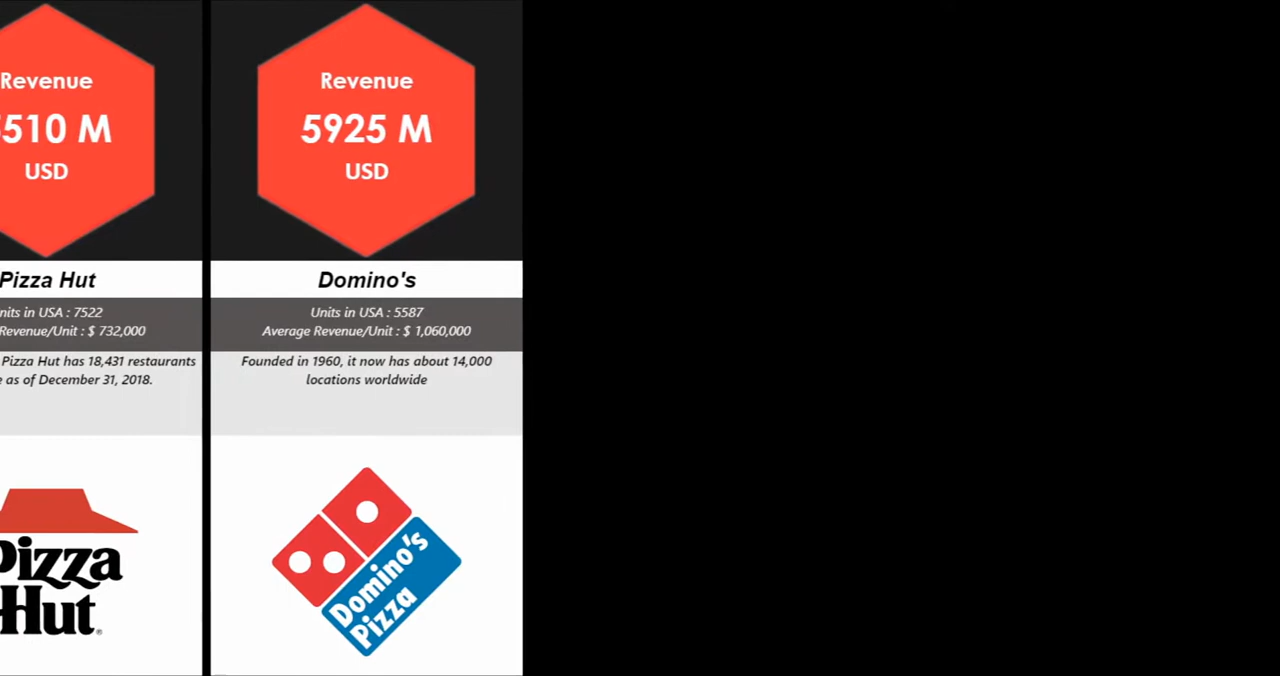 Revenue
510 M
USD
Pizza Hut
nits in USA : 7522
Revenue/Unit : $ 732,000
Pizza Hut has 18,431 restaurants
as of December 31, 2018.
Pizza
Hut
Revenue
5925 M
USD
Domino's
Units in USA : 5587
Average Revenue/Unit : $ 1,060,000
Founded in 1960, it now has about 14,000
locations worldwide
Domino's
Pizza